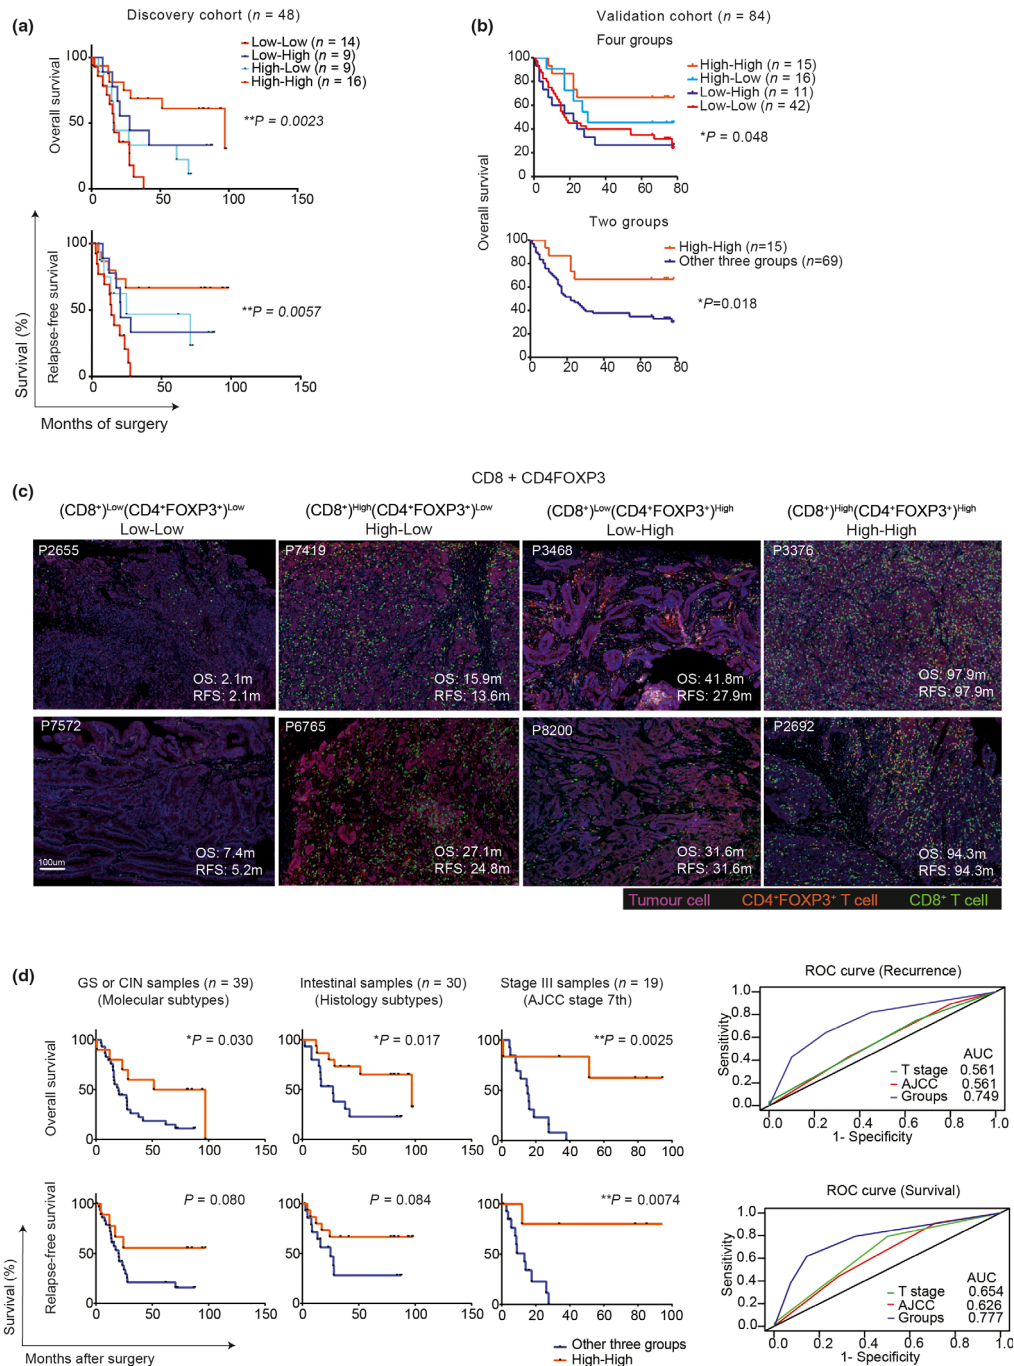 (a)
Discovery cohort (n = 48)
Overall survival
100
50
0
0 50 100 150
Low–Low (n = 14)
Low–High (n = 9)
High–Low (n = 9)
High–High (n = 16)
**P = 0.0023
Relapse-free survival
100
50
0
0 50 100 150
**P = 0.0057
Survival (%)
Months of surgery
(b)
Validation cohort (n = 84)
Four groups
Overall survival
100
80
60
40
20
0
0 20 40 60 80
High–High (n = 15)
High–Low (n = 16)
Low–High (n = 11)
Low–Low (n = 42)
*P = 0.048
Two groups
100
80
60
40
20
0
0 20 40 60 80
High–High (n=15)
Other three groups (n=69)
*P=0.018
(c)
CD8 + CD4FOXP3
(CD8⁺)ᴸᵒʷ(CD4⁺FOXP3⁺)ᴸᵒʷ
Low-Low
(CD8⁺)ᴴⁱᵍʰ(CD4⁺FOXP3⁺)ᴸᵒʷ
High-Low
(CD8⁺)ᴸᵒʷ(CD4⁺FOXP3⁺)ᴴⁱᵍʰ
Low-High
(CD8⁺)ᴴⁱᵍʰ(CD4⁺FOXP3⁺)ᴴⁱᵍʰ
High-High
P2655
OS: 2.1m
RFS: 2.1m
P7419
OS: 15.9m
RFS: 13.6m
P3468
OS: 41.8m
RFS: 27.9m
P3376
OS: 97.9m
RFS: 97.9m
P7572
OS: 7.4m
RFS: 5.2m
100um
P6765
OS: 27.1m
RFS: 24.8m
P8200
OS: 31.6m
RFS: 31.6m
P2692
OS: 94.3m
RFS: 94.3m
Tumour cell CD4⁺FOXP3⁺ T cell CD8⁺ T cell
(d)
GS or CIN samples (n = 39)
(Molecular subtypes)
Overall survival
100
50
0
0 50 100 150
*P = 0.030
Intestinal samples (n = 30)
(Histology subtypes)
100
50
0
0 50 100 150
*P = 0.017
Stage III samples (n = 19)
(AJCC stage 7th)
100
50
0
0 20 40 60 80 100
**P = 0.0025
ROC curve (Recurrence)
Sensitivity
1.0
0.8
0.6
0.4
0.2
0.0
0.0 0.2 0.4 0.6 0.8 1.0
1- Specificity
AUC
T stage 0.561
AJCC 0.561
Groups 0.749
Relapse-free survival
100
50
0
0 50 100 150
P = 0.080
100
50
0
0 50 100 150
P = 0.084
100
50
0
0 20 40 60 80 100
**P = 0.0074
Survival (%)
Months after surgery
Other three groups
High-High
ROC curve (Survival)
Sensitivity
1.0
0.8
0.6
0.4
0.2
0.0
0.0 0.2 0.4 0.6 0.8 1.0
1- Specificity
AUC
T stage 0.654
AJCC 0.626
Groups 0.777